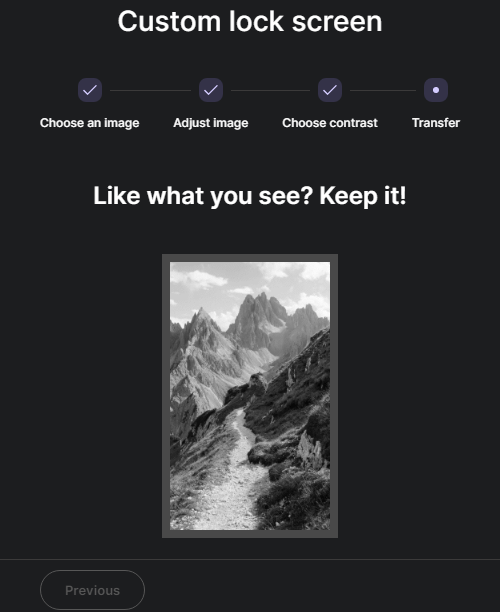 Custom lock screen
Choose an image Adjust image Choose contrast Transfer
Like what you see? Keep it!
Previous